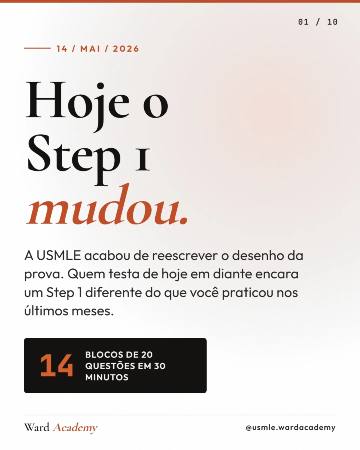 01 / 10
14 / MAI / 2026
Hoje o
Step 1
mudou.
A USMLE acabou de reescrever o desenho da
prova. Quem testa de hoje em diante encara
um Step 1 diferente do que você praticou nos
últimos meses.
14
BLOCOS DE 20
QUESTÕES EM 30
MINUTOS
Ward Academy
@usmle.wardacademy